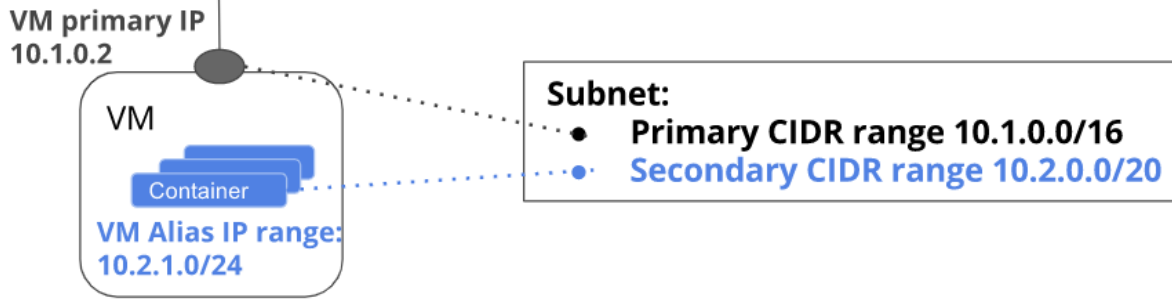 VM primary IP
10.1.0.2
VM
Container
VM Alias IP range:
10.2.1.0/24
Subnet:
Primary CIDR range 10.1.0.0/16
Secondary CIDR range 10.2.0.0/20